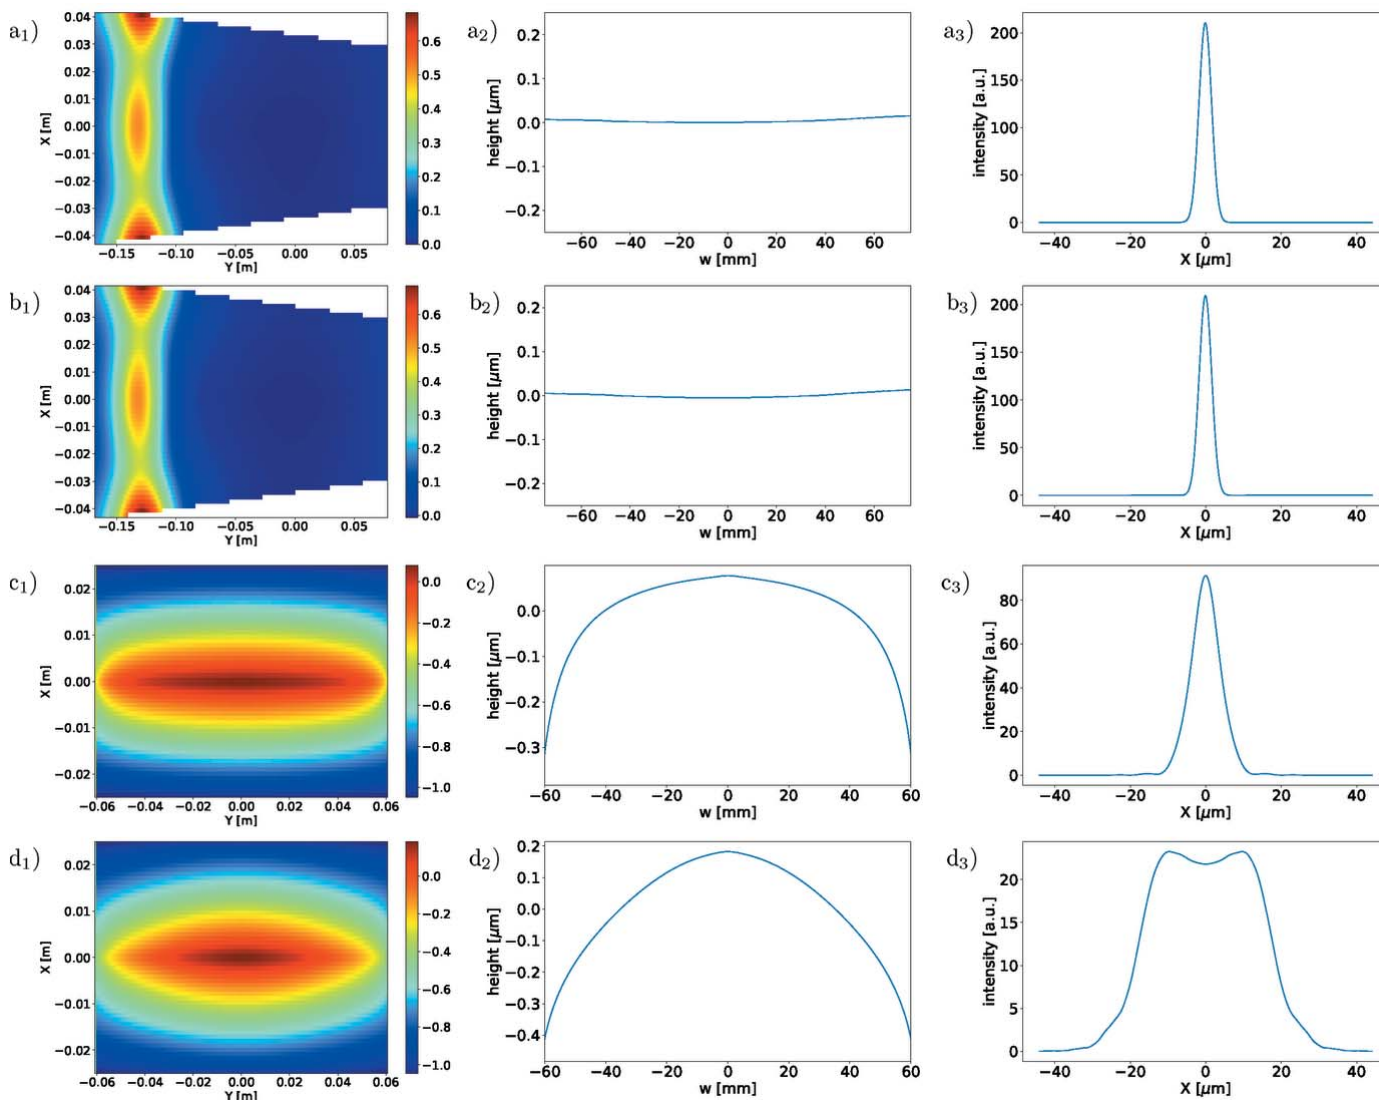 a₁)
0.04
0.03
0.02
0.01
0.00
−0.01
−0.02
−0.03
−0.04
X [m]
−0.15 −0.10 −0.05 0.00 0.05
Y [m]
0.6
0.5
0.4
0.3
0.2
0.1
0.0
a₂)
0.2
0.1
0.0
−0.1
−0.2
height [μm]
−60 −40 −20 0 20 40 60
w [mm]
a₃)
200
150
100
50
0
intensity [a.u.]
−40 −20 0 20 40
X [μm]
b₁)
0.04
0.03
0.02
0.01
0.00
−0.01
−0.02
−0.03
−0.04
X [m]
−0.15 −0.10 −0.05 0.00 0.05
Y [m]
0.6
0.5
0.4
0.3
0.2
0.1
0.0
b₂)
0.2
0.1
0.0
−0.1
−0.2
height [μm]
−60 −40 −20 0 20 40 60
w [mm]
b₃)
200
150
100
50
0
intensity [a.u.]
−40 −20 0 20 40
X [μm]
c₁)
0.02
0.01
0.00
−0.01
−0.02
X [m]
−0.06 −0.04 −0.02 0.00 0.02 0.04 0.06
Y [m]
0.0
−0.2
−0.4
−0.6
−0.8
−1.0
c₂)
0.0
−0.1
−0.2
−0.3
height [μm]
−60 −40 −20 0 20 40 60
w [mm]
c₃)
80
60
40
20
0
intensity [a.u.]
−40 −20 0 20 40
X [μm]
d₁)
0.02
0.01
0.00
−0.01
−0.02
X [m]
−0.06 −0.04 −0.02 0.00 0.02 0.04 0.06
Y [m]
0.0
−0.2
−0.4
−0.6
−0.8
−1.0
d₂)
0.2
0.1
0.0
−0.1
−0.2
−0.3
−0.4
height [μm]
−60 −40 −20 0 20 40 60
w [mm]
d₃)
20
15
10
5
0
intensity [a.u.]
−40 −20 0 20 40
X [μm]